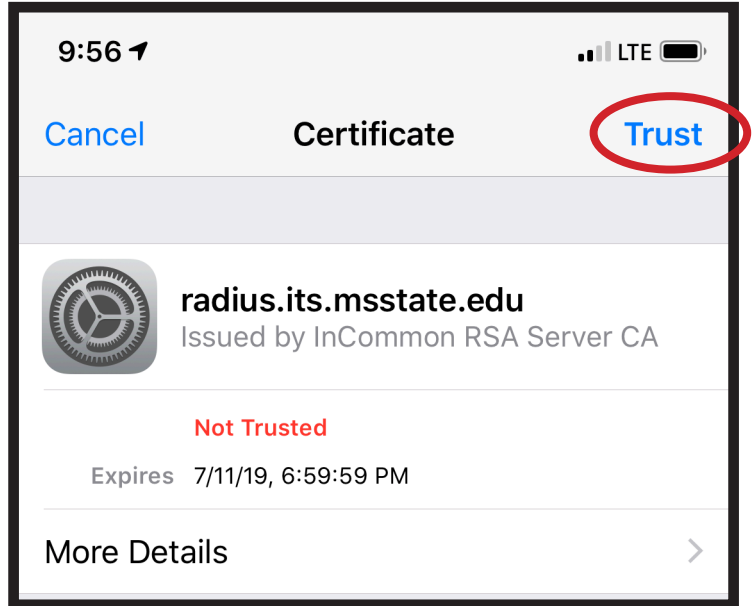 9:56 LTE
Cancel Certificate Trust
radius.its.msstate.edu
Issued by InCommon RSA Server CA
Not Trusted
Expires 7/11/19, 6:59:59 PM
More Details